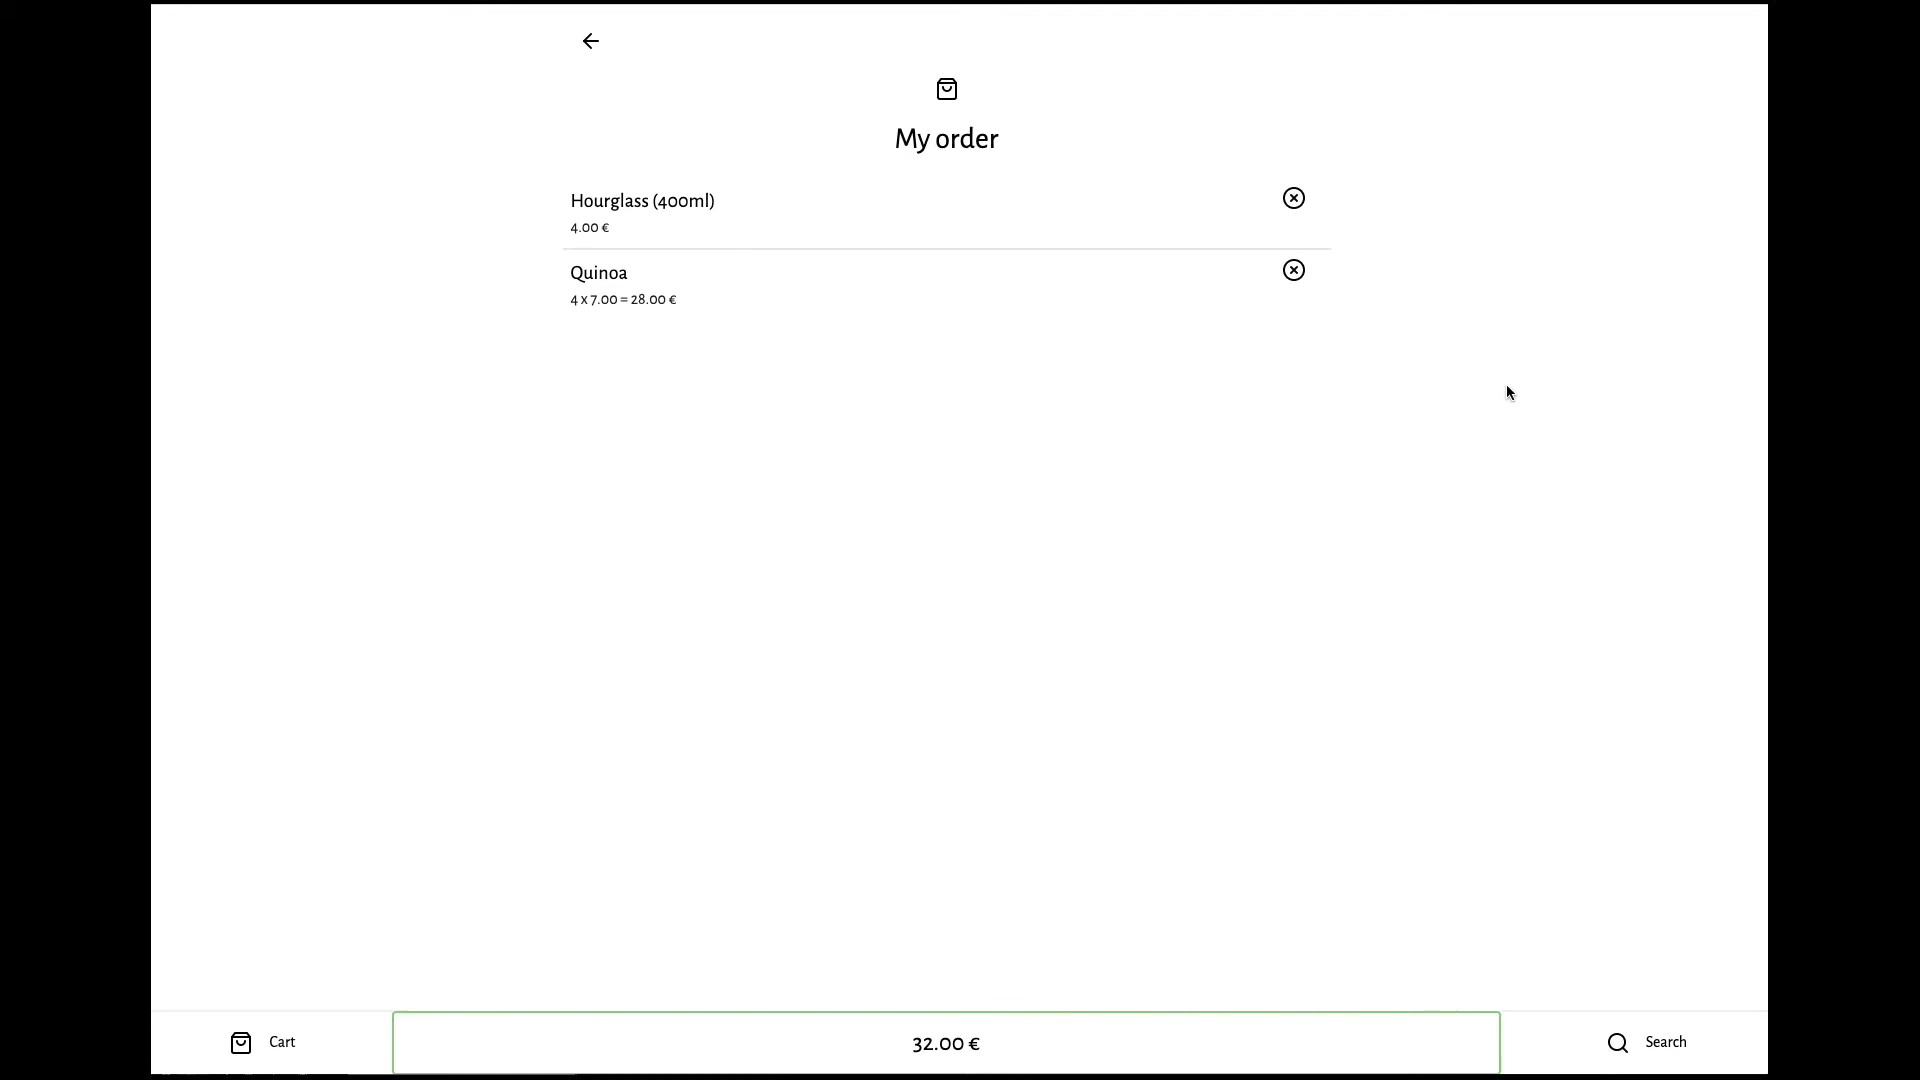 My order
Hourglass (400ml)
4.00 €
Quinoa
4 x 7.00 = 28.00 €
Cart
32.00 €
Search